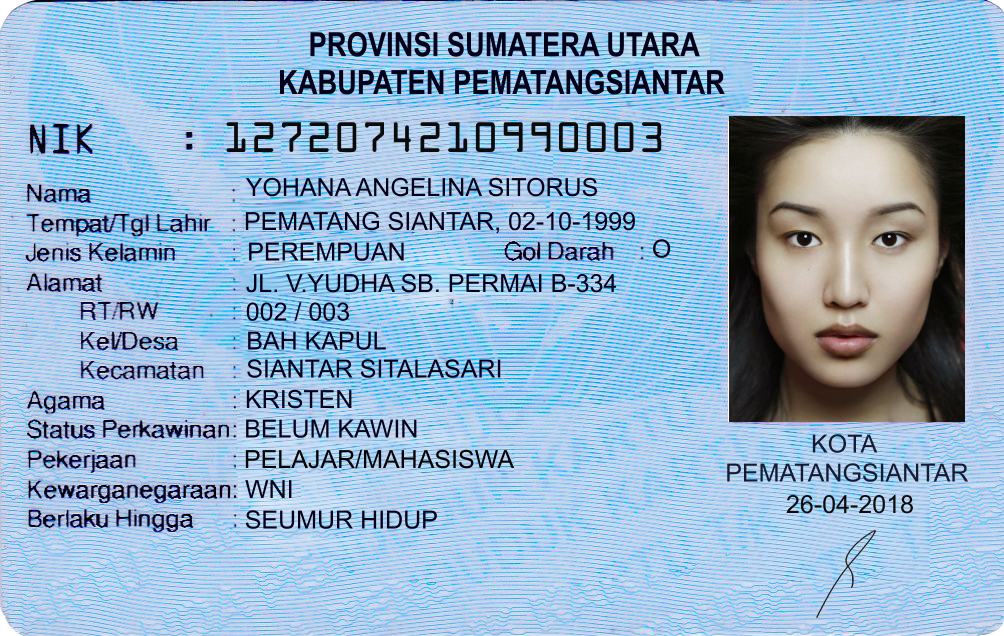 PROVINSI SUMATERA UTARA
KABUPATEN PEMATANGSIANTAR
NIK : 1272074210990003
Nama : YOHANA ANGELINA SITORUS
Tempat/Tgl Lahir : PEMATANG SIANTAR, 02-10-1999
Jenis Kelamin : PEREMPUAN Gol Darah : O
Alamat : JL. V.YUDHA SB. PERMAI B-334
RT/RW : 002 / 003
Kel/Desa : BAH KAPUL
Kecamatan : SIANTAR SITALASARI
Agama : KRISTEN
Status Perkawinan: BELUM KAWIN
Pekerjaan : PELAJAR/MAHASISWA
Kewarganegaraan: WNI
Berlaku Hingga : SEUMUR HIDUP
KOTA
PEMATANGSIANTAR
26-04-2018